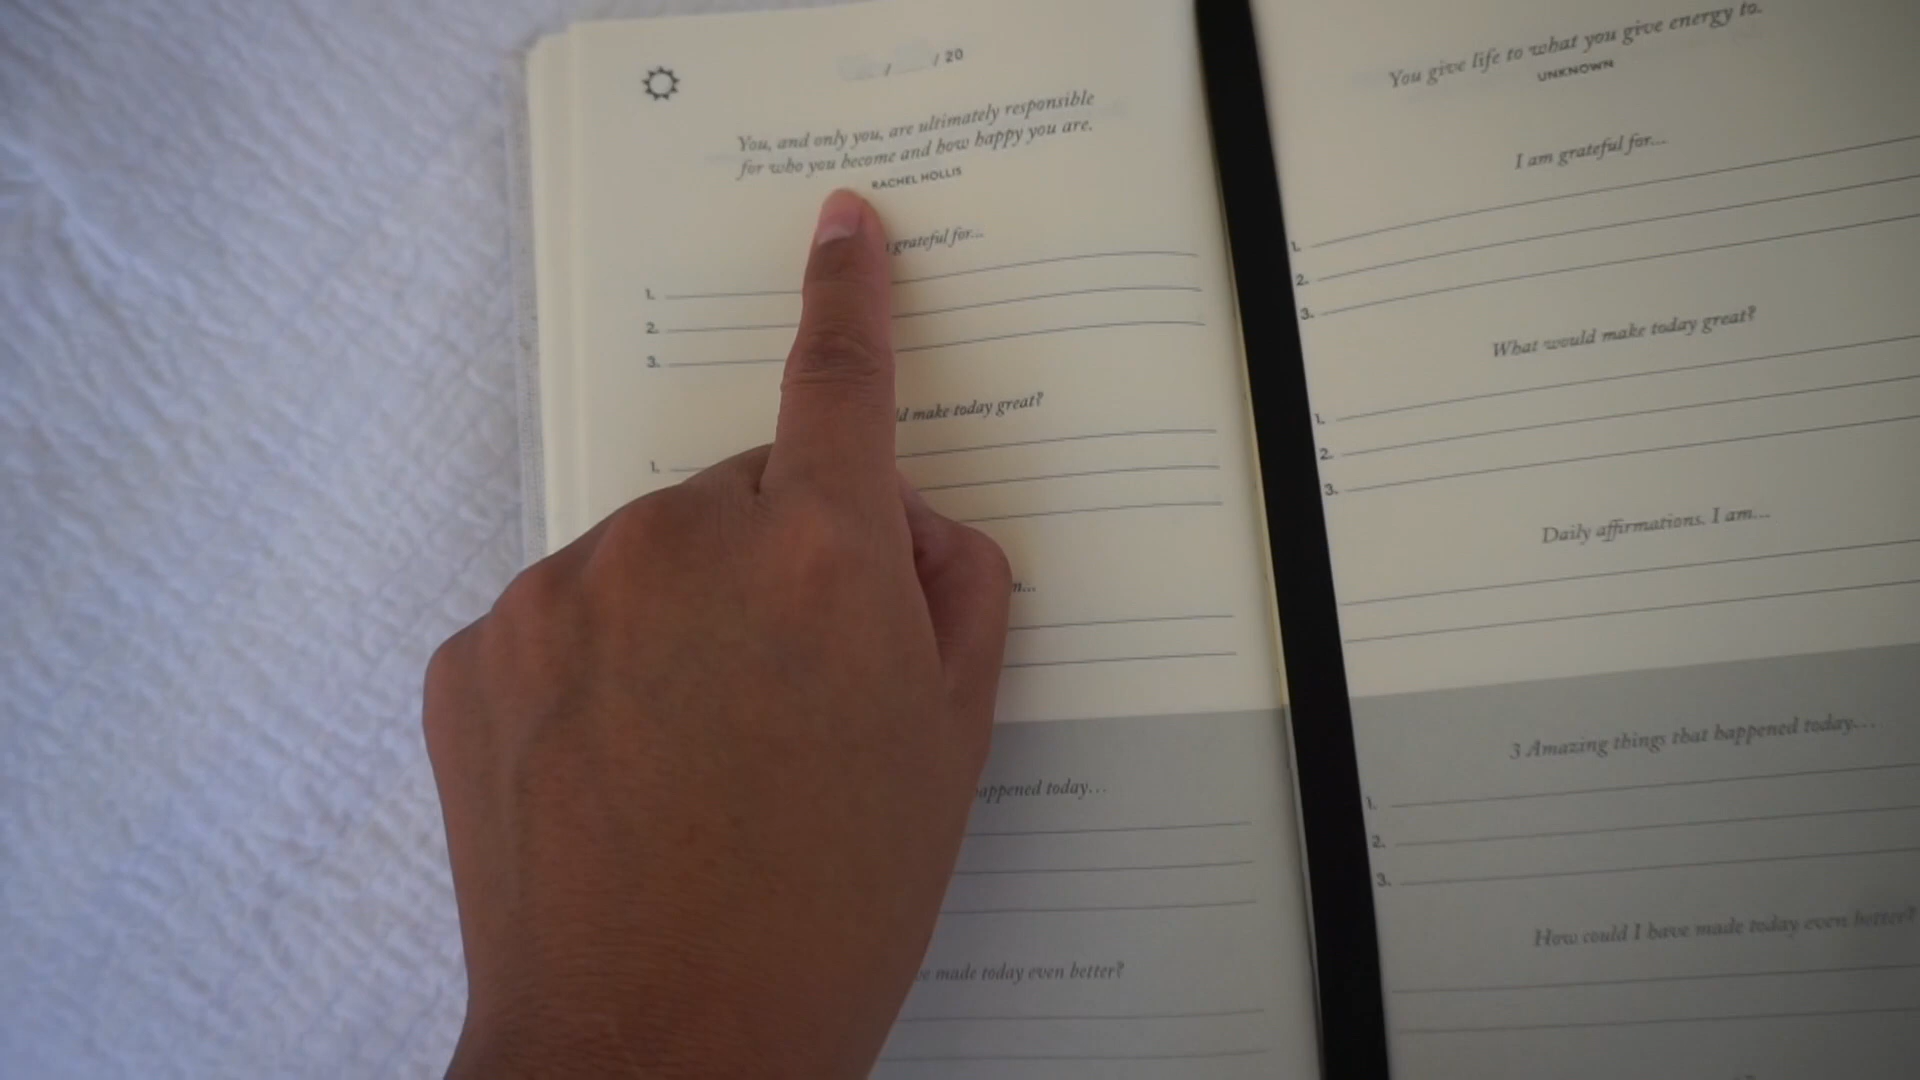 / / 20
You, and only you, are ultimately responsible
for who you become and how happy you are.
RACHEL HOLLIS
grateful for...
1.
2.
3.
make today great?
1.
happened today...
made today even better?
You give life to what you give energy to.
UNKNOWN
I am grateful for...
1.
2.
3.
What would make today great?
1.
2.
3.
Daily affirmations. I am...
3 Amazing things that happened today...
1.
2.
3.
How could I have made today even better?